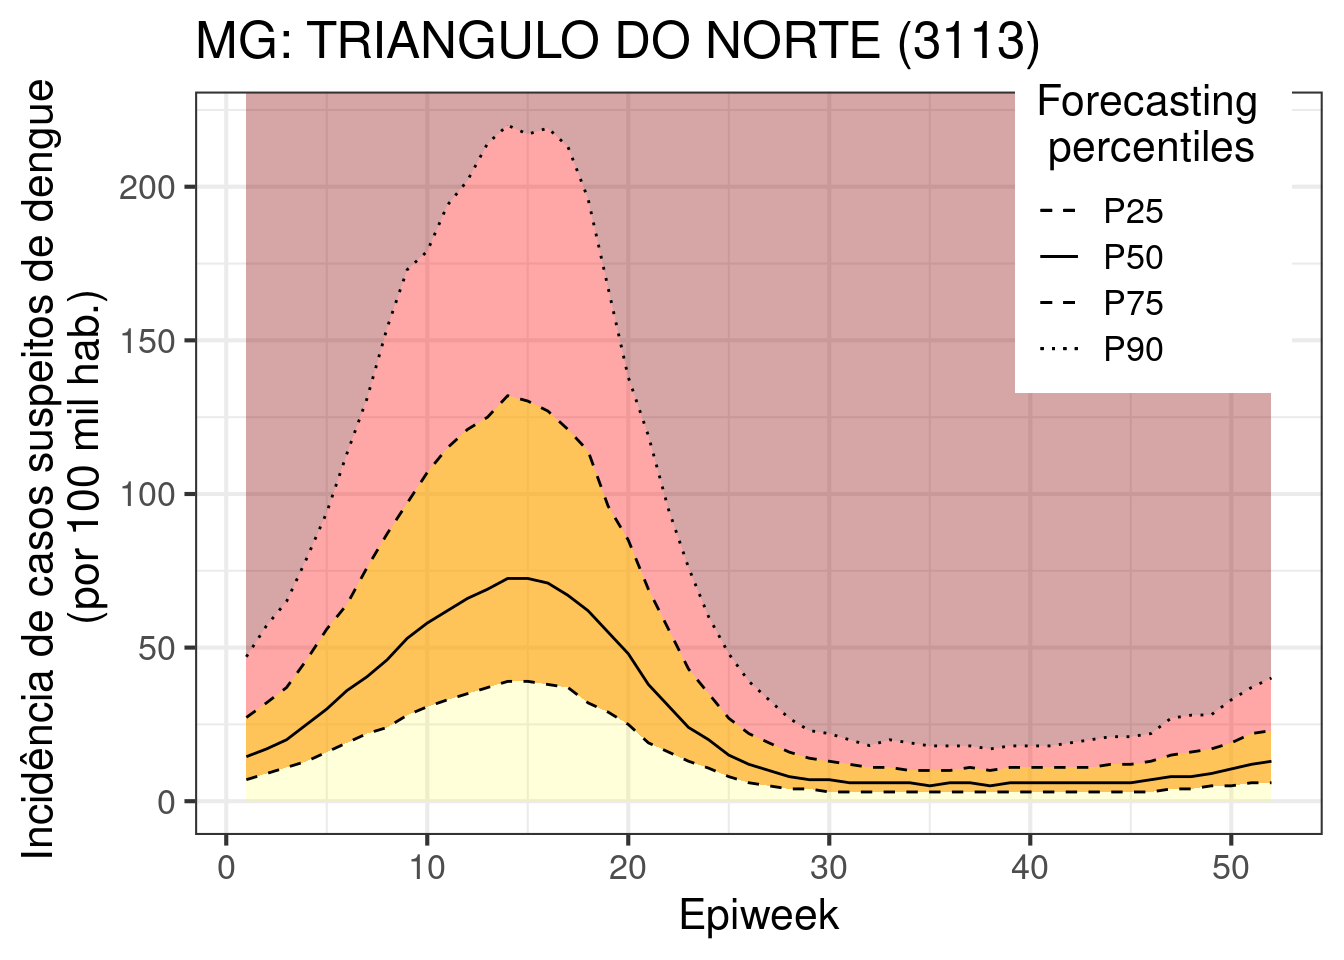 MG: TRIANGULO DO NORTE (3113)
Incidência de casos suspeitos de dengue
(por 100 mil hab.)
200
150
100
50
0
Forecasting
percentiles
P25
P50
P75
P90
0 10 20 30 40 50
Epiweek